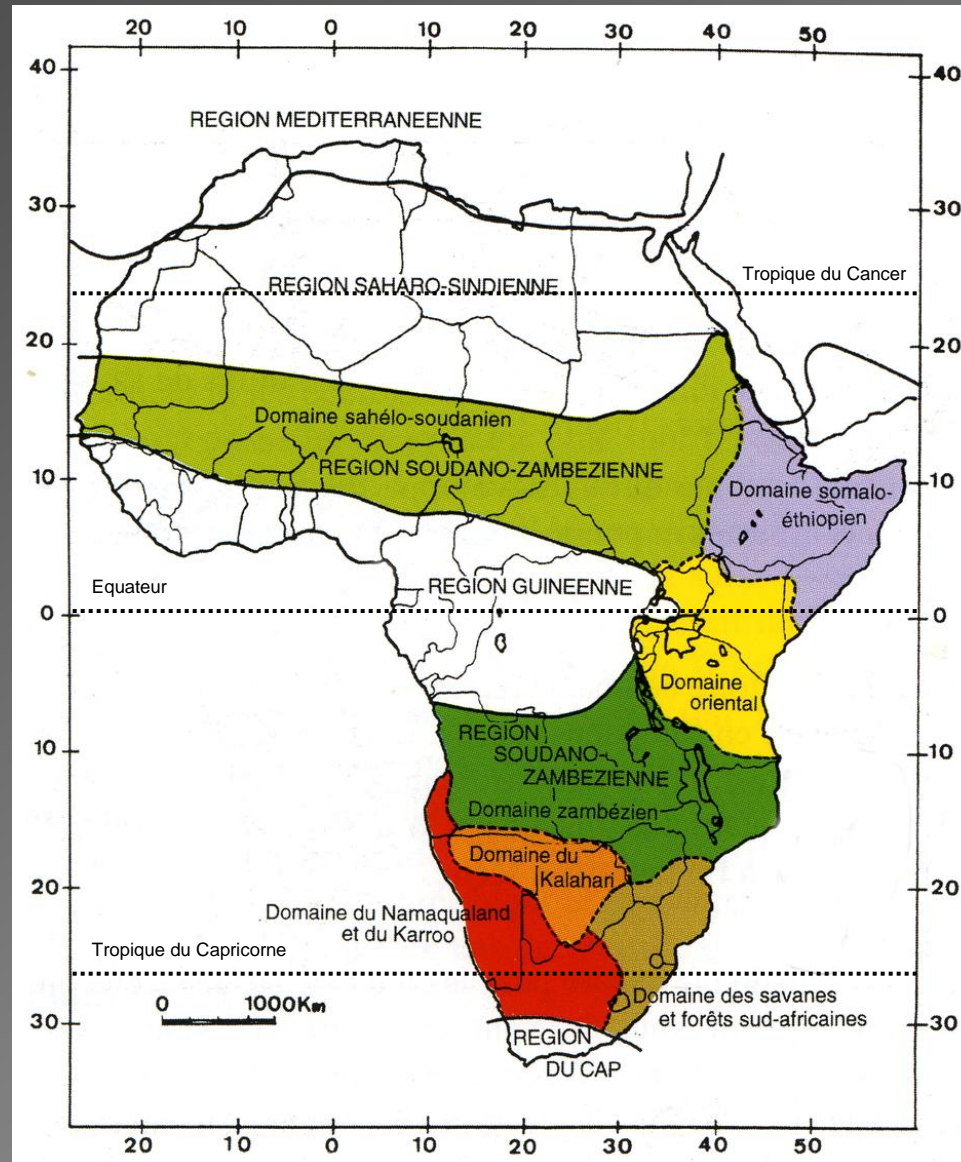 20 10 0 10 20 30 40 50
40 40
REGION MEDITERRANEENNE
30 30
Tropique du Cancer
REGION SAHARO-SINDIENNE
20 20
Domaine sahélo-soudanien
REGION SOUDANO-ZAMBEZIENNE
10 10
Domaine somalo-
éthiopien
Equateur
REGION GUINEENNE
0 0
Domaine
oriental
REGION
SOUDANO-
ZAMBEZIENNE
10 10
Domaine zambézien
Domaine du
Kalahari
20 20
Domaine du Namaqualand
et du Karroo
Tropique du Capricorne
0 1000Km
Domaine des savanes
et forêts sud-africaines
30 30
REGION
DU CAP
20 10 0 10 20 30 40 50